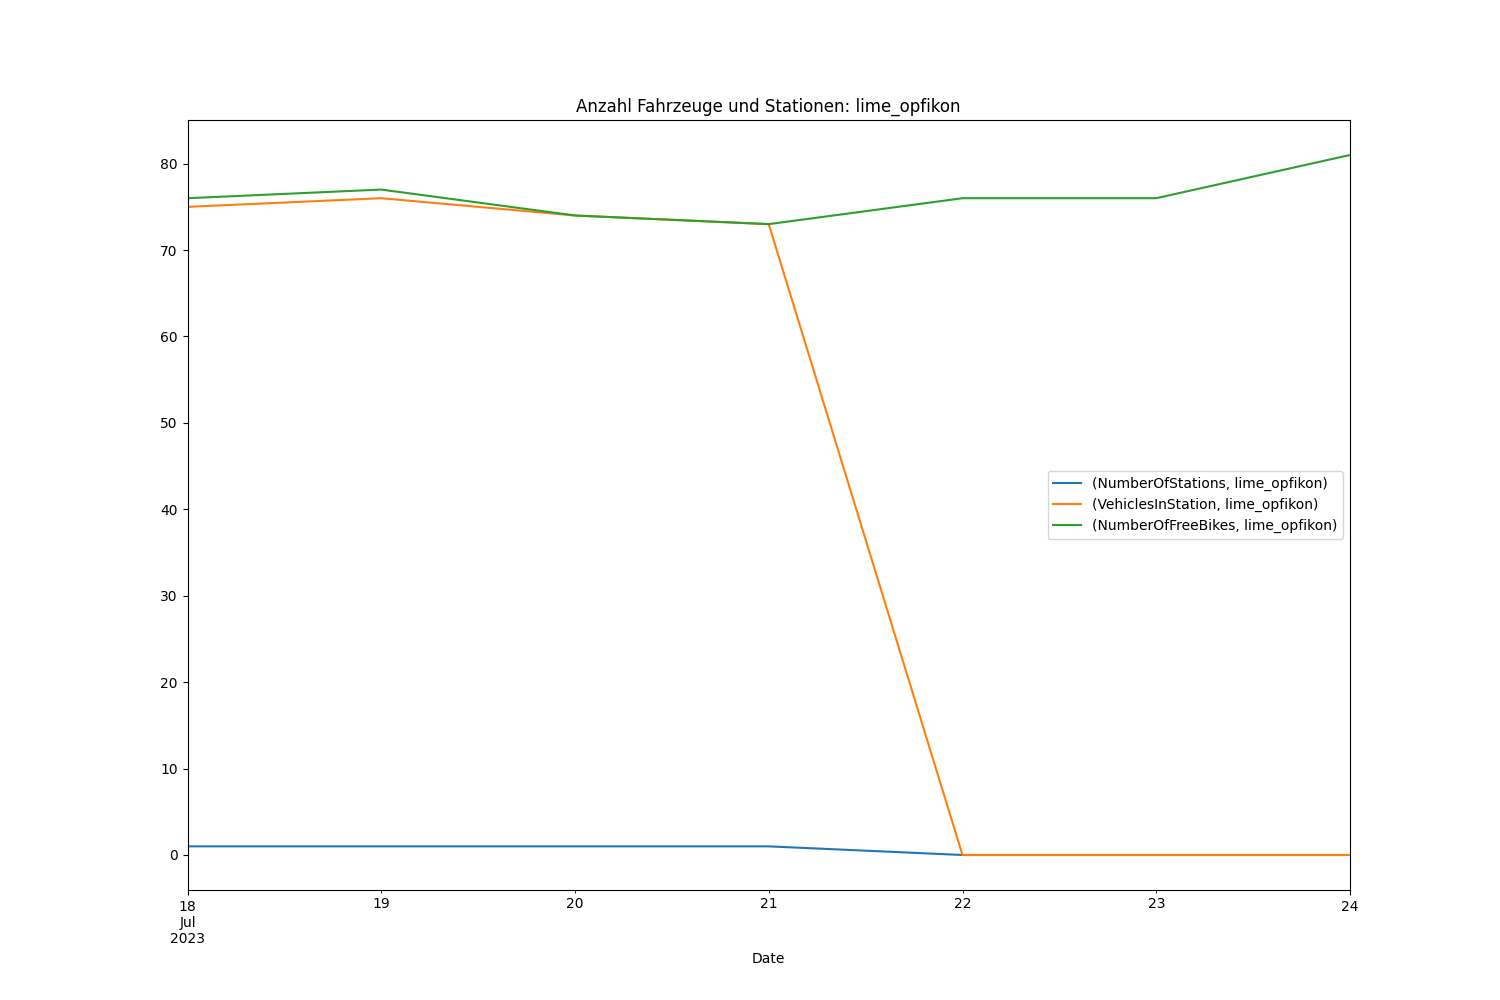 Anzahl Fahrzeuge und Stationen: lime_opfikon
80
70
60
50
40
30
20
10
0
(NumberOfStations, lime_opfikon)
(VehiclesInStation, lime_opfikon)
(NumberOfFreeBikes, lime_opfikon)
18 19 20 21 22 23 24
Jul
2023
Date